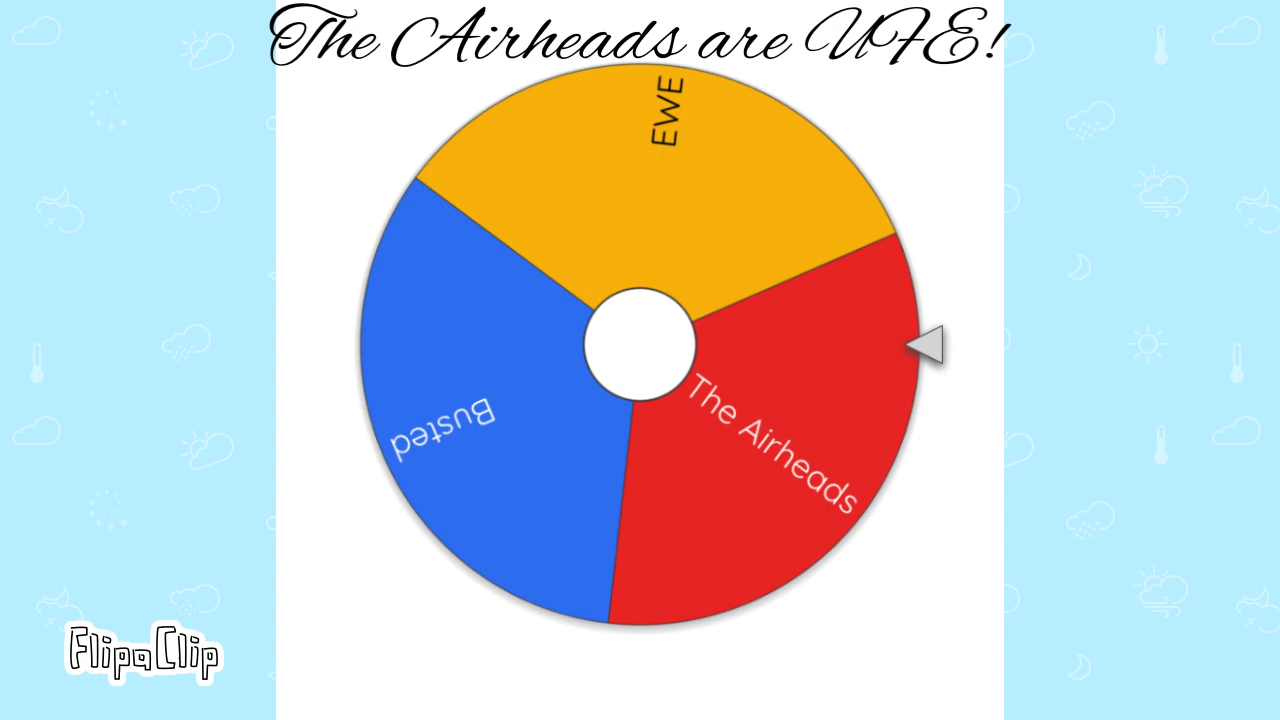 The Airheads are UFE!
EWE
Busted
The Airheads
FlipaClip